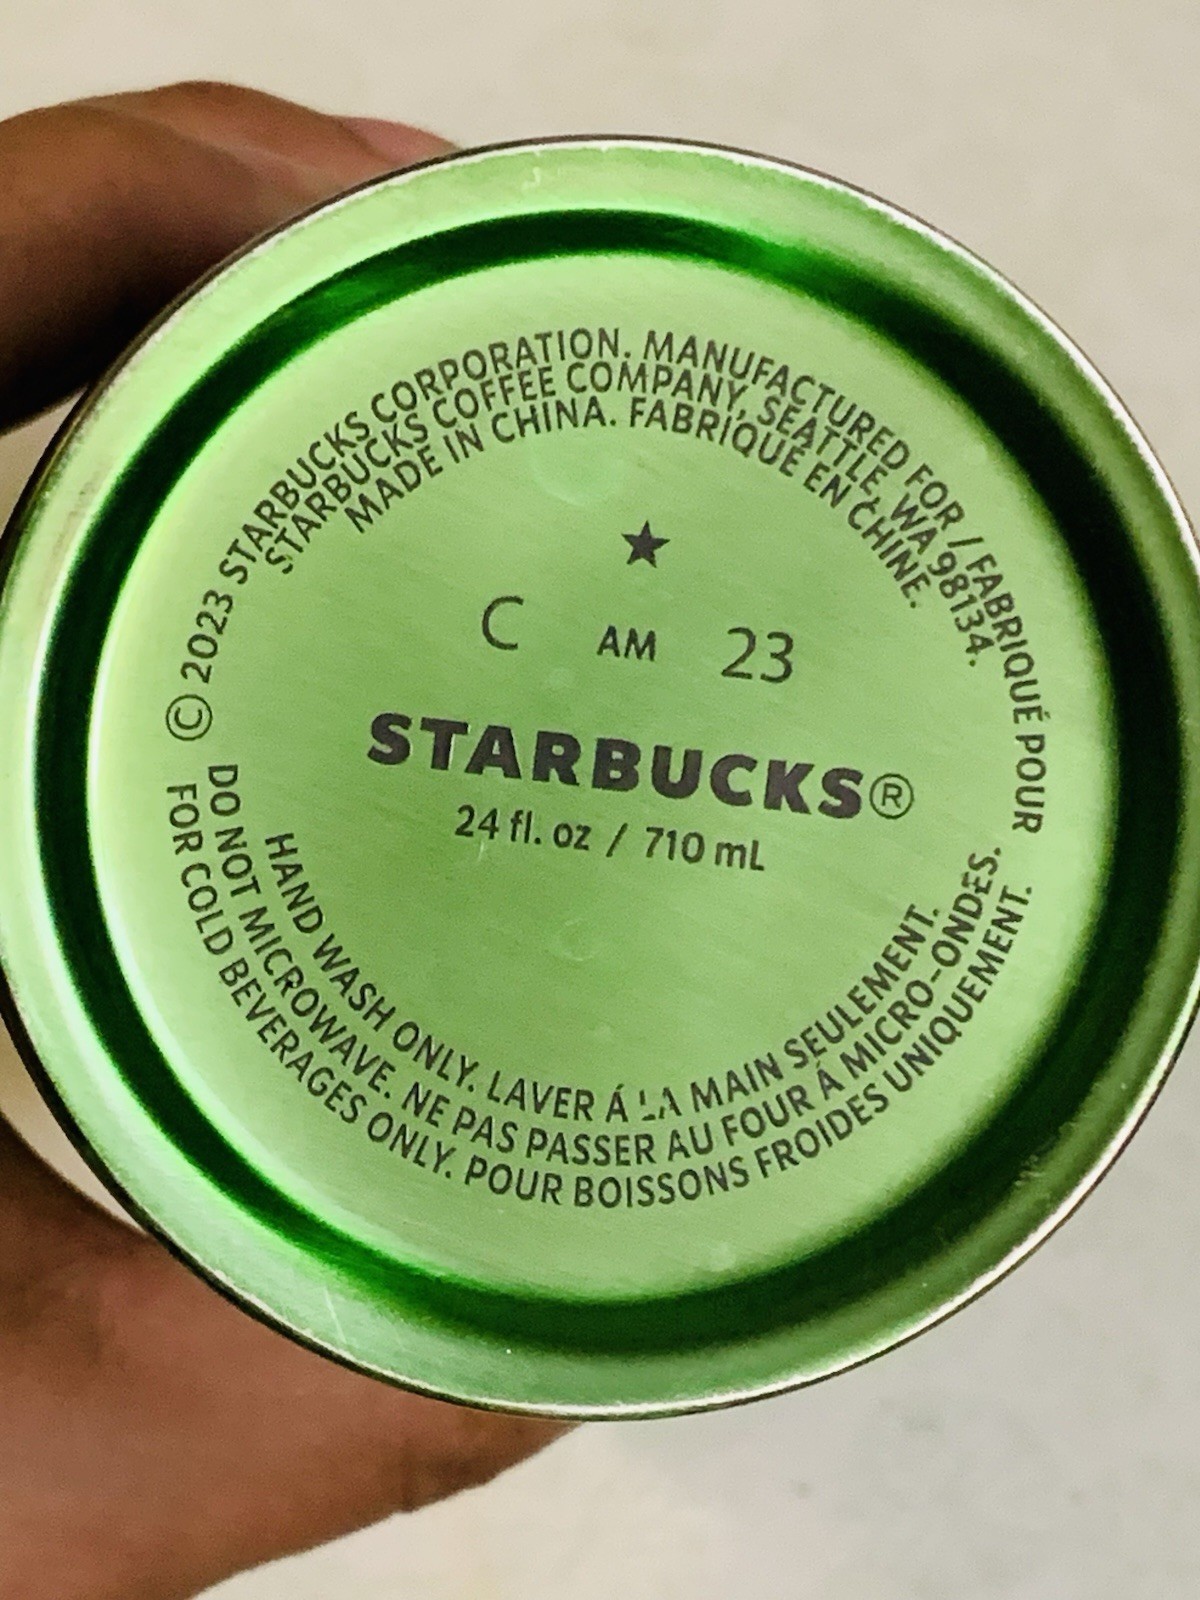 © 2023 STARBUCKS CORPORATION. MANUFACTURED FOR / FABRIQUÉ POUR
STARBUCKS COFFEE COMPANY, SEATTLE, WA 98134.
MADE IN CHINA. FABRIQUÉ EN CHINE.
★
C AM 23
STARBUCKS®
24 fl. oz / 710 mL
HAND WASH ONLY. LAVER Á LA MAIN SEULEMENT.
DO NOT MICROWAVE. NE PAS PASSER AU FOUR Á MICRO-ONDES.
FOR COLD BEVERAGES ONLY. POUR BOISSONS FROIDES UNIQUEMENT.